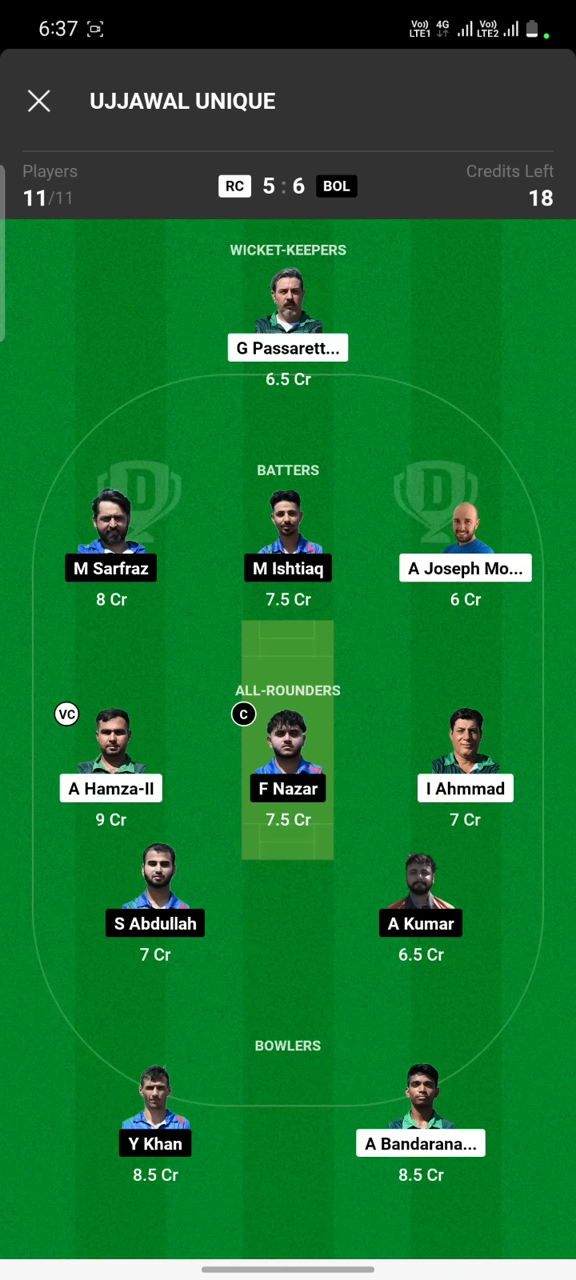 6:37
Vo)) LTE1 4G Vo)) LTE2
UJJAWAL UNIQUE
Players
Credits Left
11/11
RC 5 : 6 BOL
18
WICKET-KEEPERS
G Passarett...
6.5 Cr
BATTERS
M Sarfraz
M Ishtiaq
A Joseph Mo...
8 Cr
7.5 Cr
6 Cr
ALL-ROUNDERS
VC
C
A Hamza-II
F Nazar
I Ahmmad
9 Cr
7.5 Cr
7 Cr
S Abdullah
A Kumar
7 Cr
6.5 Cr
BOWLERS
Y Khan
A Bandarana...
8.5 Cr
8.5 Cr